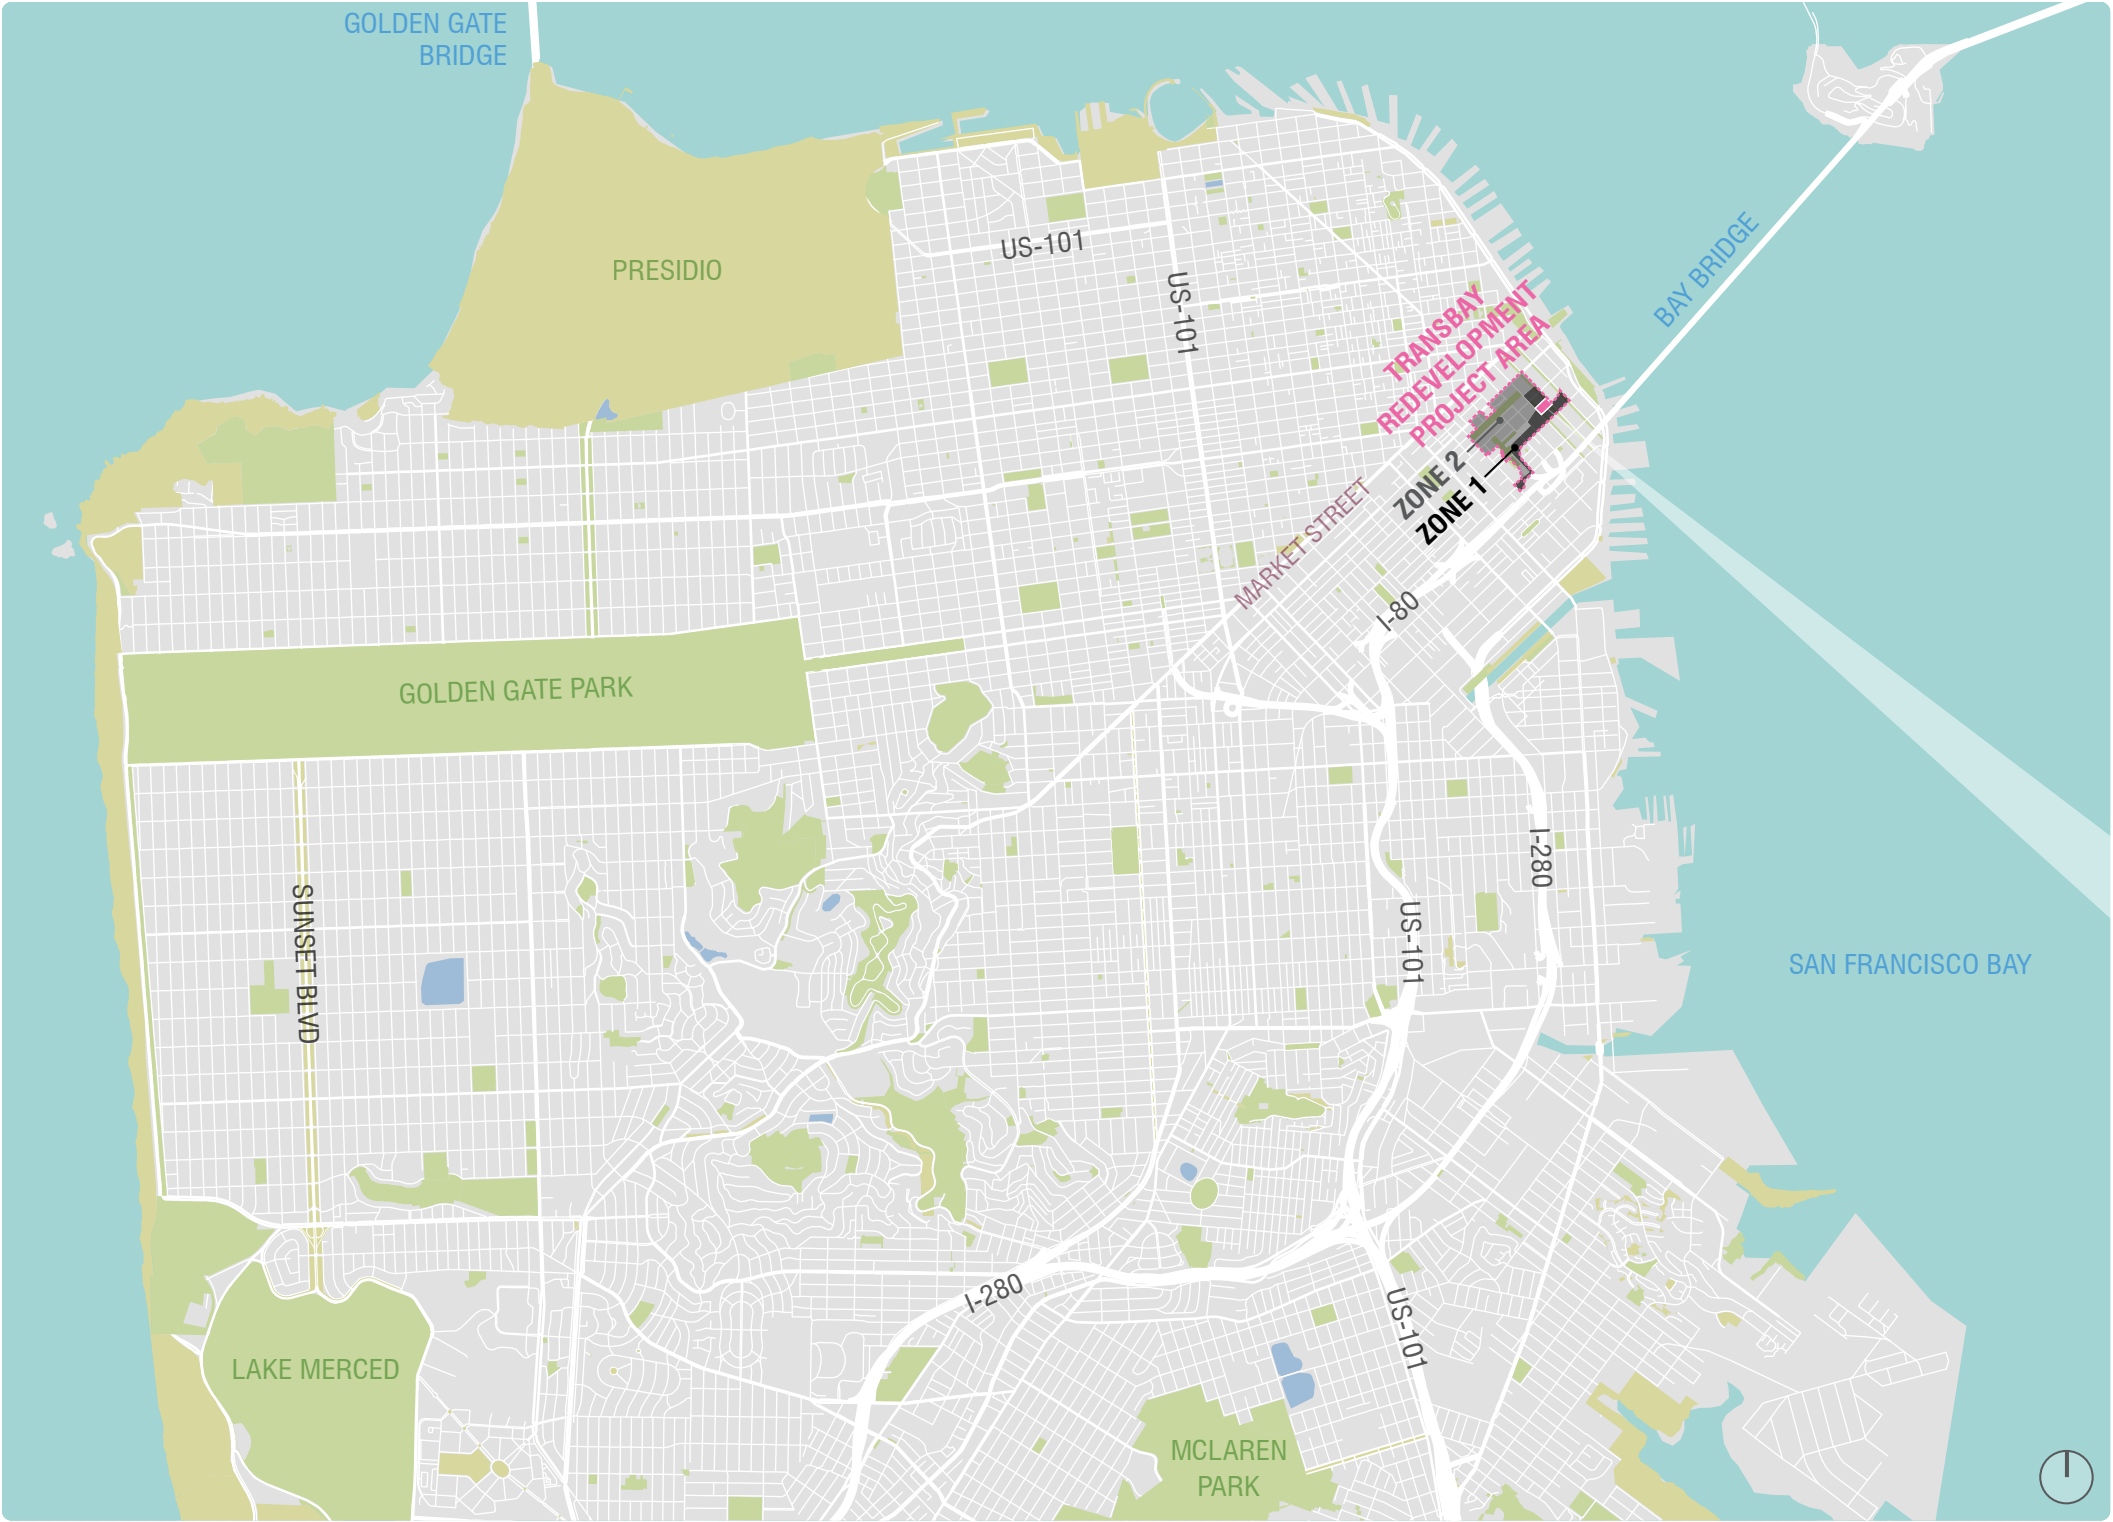 GOLDEN GATE
BRIDGE
PRESIDIO
US-101
US-101
BAY BRIDGE
TRANSBAY
REDEVELOPMENT
PROJECT AREA
ZONE 2
ZONE 1
MARKET STREET
I-80
GOLDEN GATE PARK
SUNSET BLVD
I-280
US-101
SAN FRANCISCO BAY
I-280
US-101
LAKE MERCED
MCLAREN
PARK